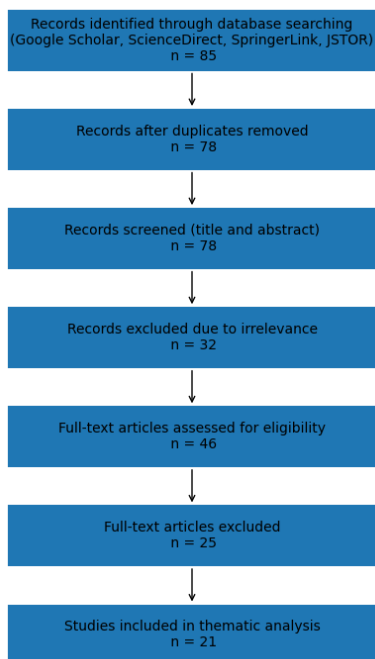 Records identified through database searching
(Google Scholar, ScienceDirect, SpringerLink, JSTOR)
n = 85
Records after duplicates removed
n = 78
Records screened (title and abstract)
n = 78
Records excluded due to irrelevance
n = 32
Full-text articles assessed for eligibility
n = 46
Full-text articles excluded
n = 25
Studies included in thematic analysis
n = 21